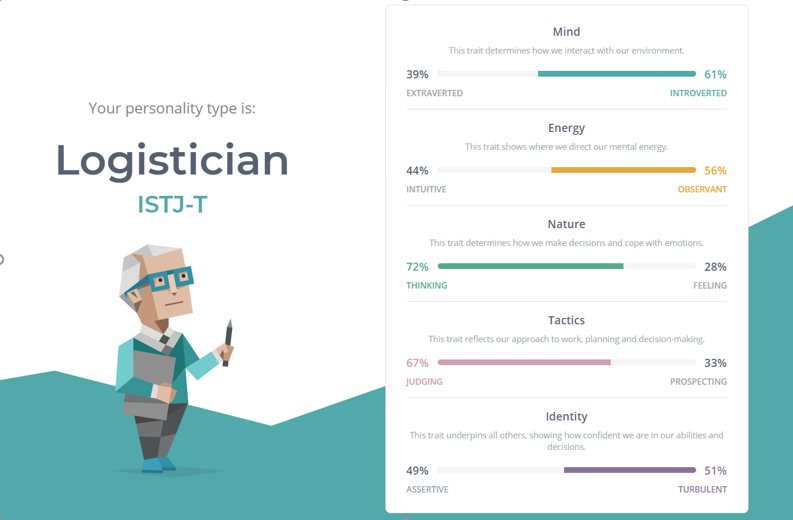 Your personality type is:
Logistician
ISTJ-T
Mind
This trait determines how we interact with our environment.
39% 61%
EXTRAVERTED INTROVERTED
Energy
This trait shows where we direct our mental energy.
44% 56%
INTUITIVE OBSERVANT
Nature
This trait determines how we make decisions and cope with emotions.
72% 28%
THINKING FEELING
Tactics
This trait reflects our approach to work, planning and decision-making.
67% 33%
JUDGING PROSPECTING
Identity
This trait underpins all others, showing how confident we are in our abilities and
decisions.
49% 51%
ASSERTIVE TURBULENT